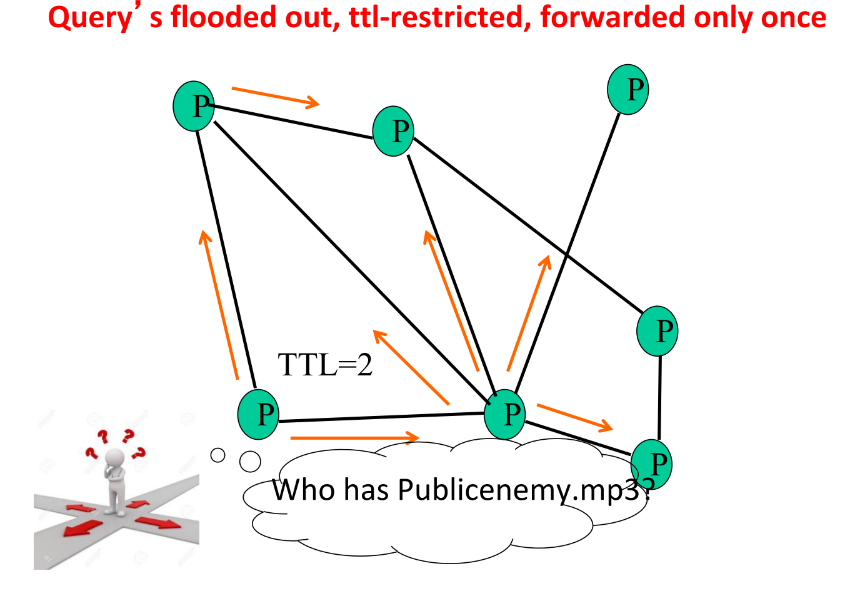 Query’s flooded out, ttl-restricted, forwarded only once
P
P
P
P
TTL=2
P
P
P
Who has Publicenemy.mp3?